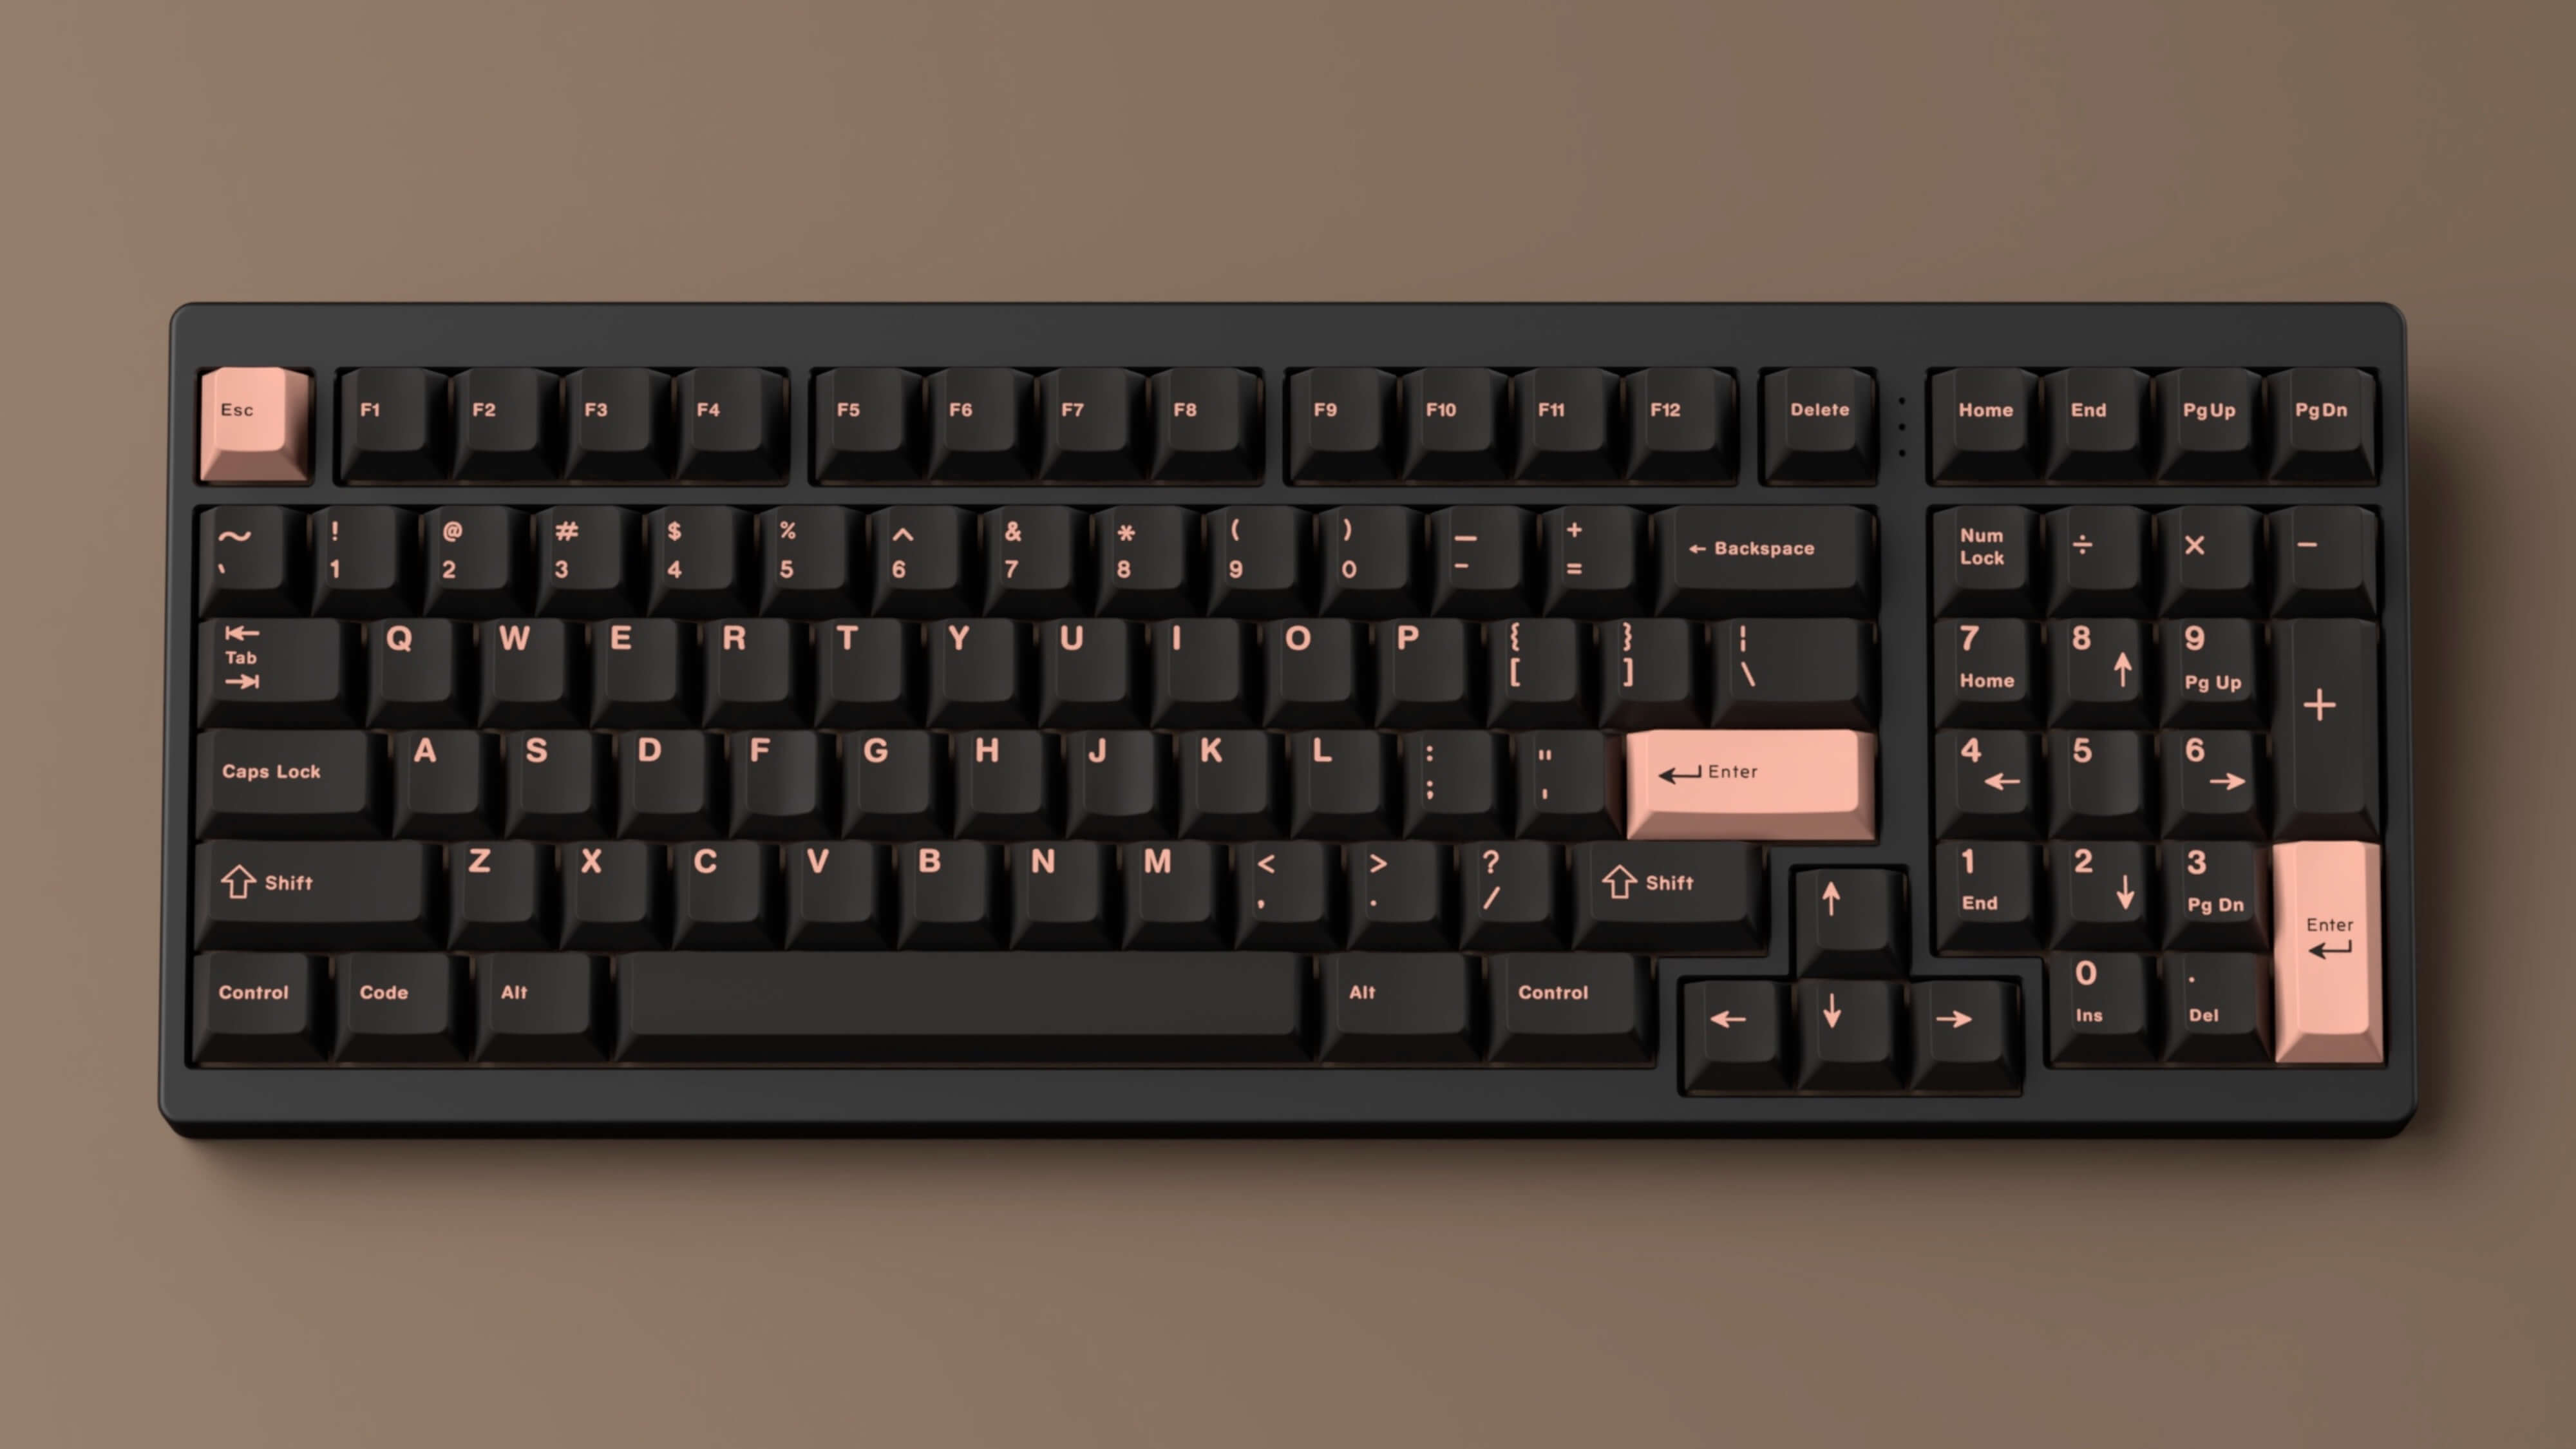 Esc F1 F2 F3 F4 F5 F6 F7 F8 F9 F10 F11 F12 Delete Home End PgUp PgDn
~ ! @ # $ % ^ & * ( ) — +
` 1 2 3 4 5 6 7 8 9 0 - = ← Backspace Num Lock ÷ × −
⇤ Tab ⇥ Q W E R T Y U I O P { [ } ] ¦ \ 7 Home 8 ↑ 9 Pg Up +
Caps Lock A S D F G H J K L : ; " ' ↵ Enter 4 ← 5 6 →
⇧ Shift Z X C V B N M < , > . ? / ⇧ Shift ↑ 1 End 2 ↓ 3 Pg Dn Enter ↵
Control Code Alt Alt Control ← ↓ → 0 Ins . Del